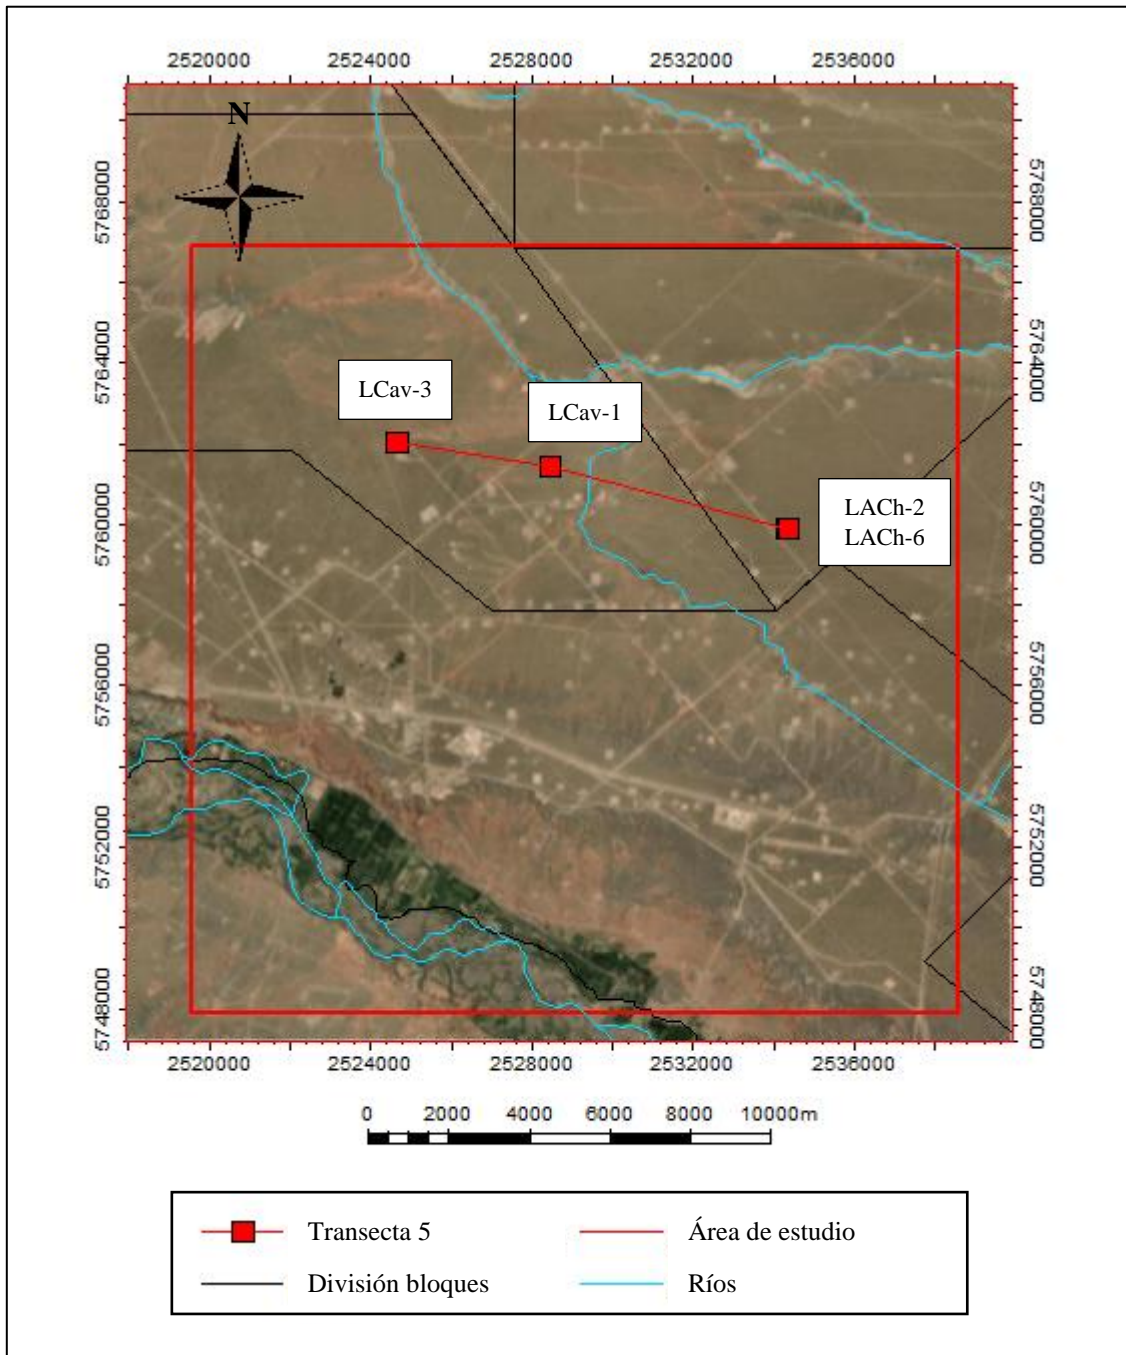 2520000 2524000 2528000 2532000 2536000
N
5768000 5768000
5764000 5764000
LCav-3
LCav-1
LACh-2
LACh-6
5760000 5760000
5756000 5756000
5752000 5752000
5748000 5748000
2520000 2524000 2528000 2532000 2536000
0 2000 4000 6000 8000 10000m
Transecta 5 Área de estudio
División bloques Ríos